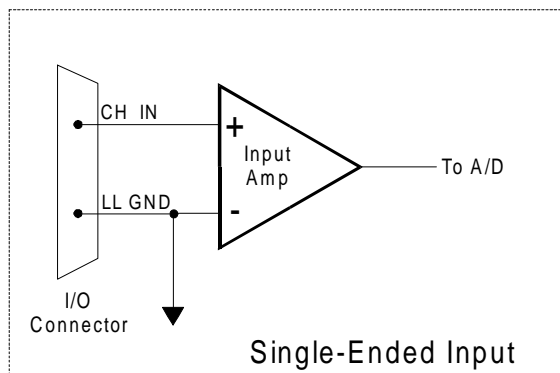 CH IN
+
Input
Amp
To A/D
LL GND
-
I/O
Connector
Single-Ended Input